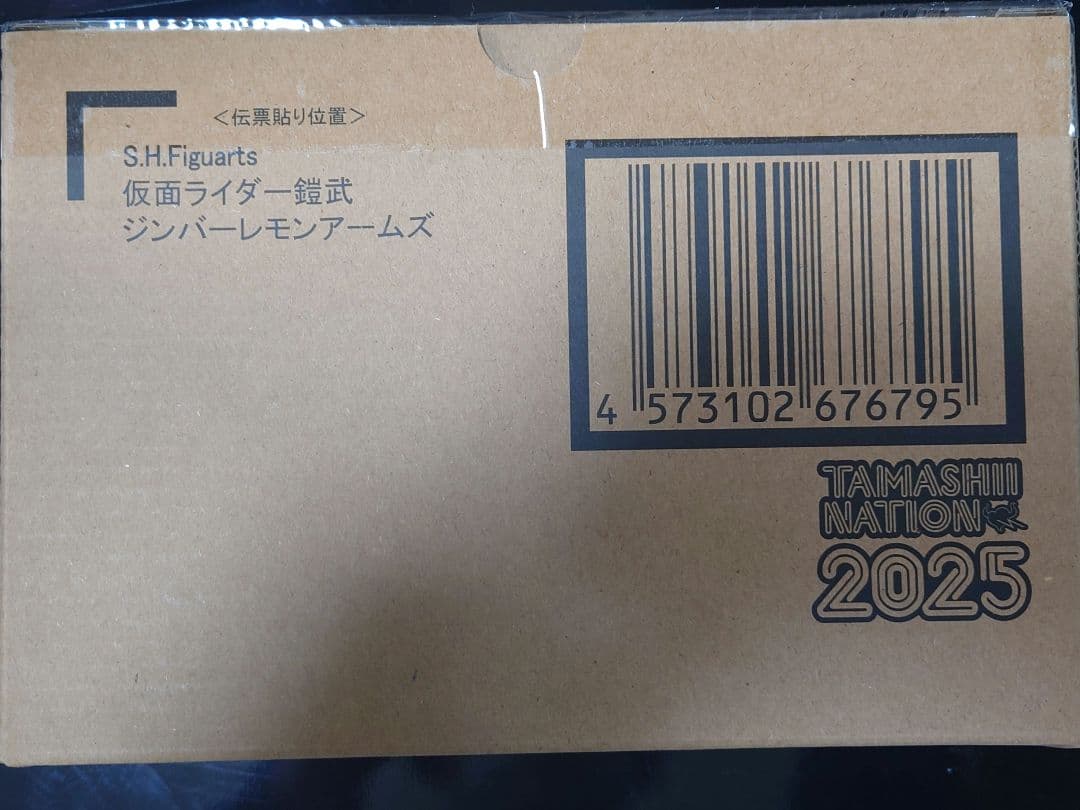 <伝票貼り位置>
S.H.Figuarts
仮面ライダー鎧武
ジンバーレモンアームズ
4 573102 676795
TAMASHII
NATION
2025